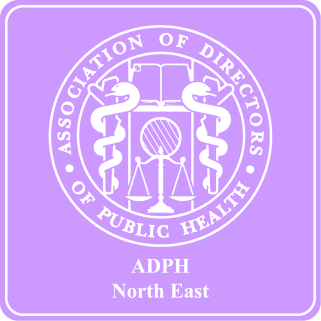 ASSOCIATION OF DIRECTORS
• OF PUBLIC HEALTH •
ADPH
North East